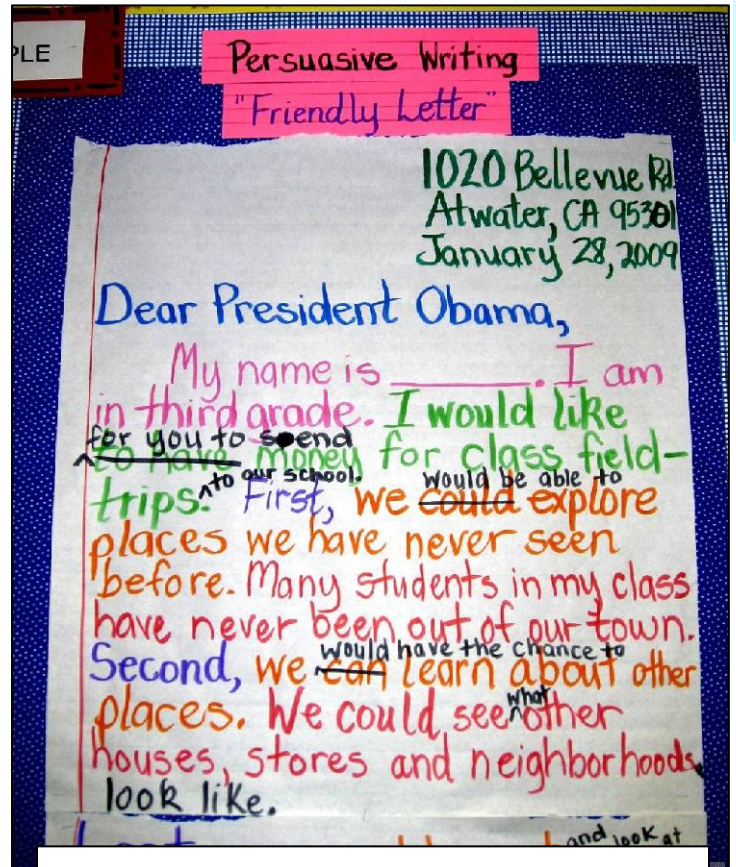 PLE
Persuasive Writing
"Friendly Letter"
1020 Bellevue Rd.
Atwater, CA 95301
January 28, 2009
Dear President Obama,
My name is ______. I am
in third grade. I would like
for you to spend
to have money for class field-
to our school. would be able to
trips. First, we could explore
places we have never seen
before. Many students in my class
have never been out of our town.
would have the chance to
Second, we can learn about other
what
places. We could see other
houses, stores and neighborhoods
look like.
and look at